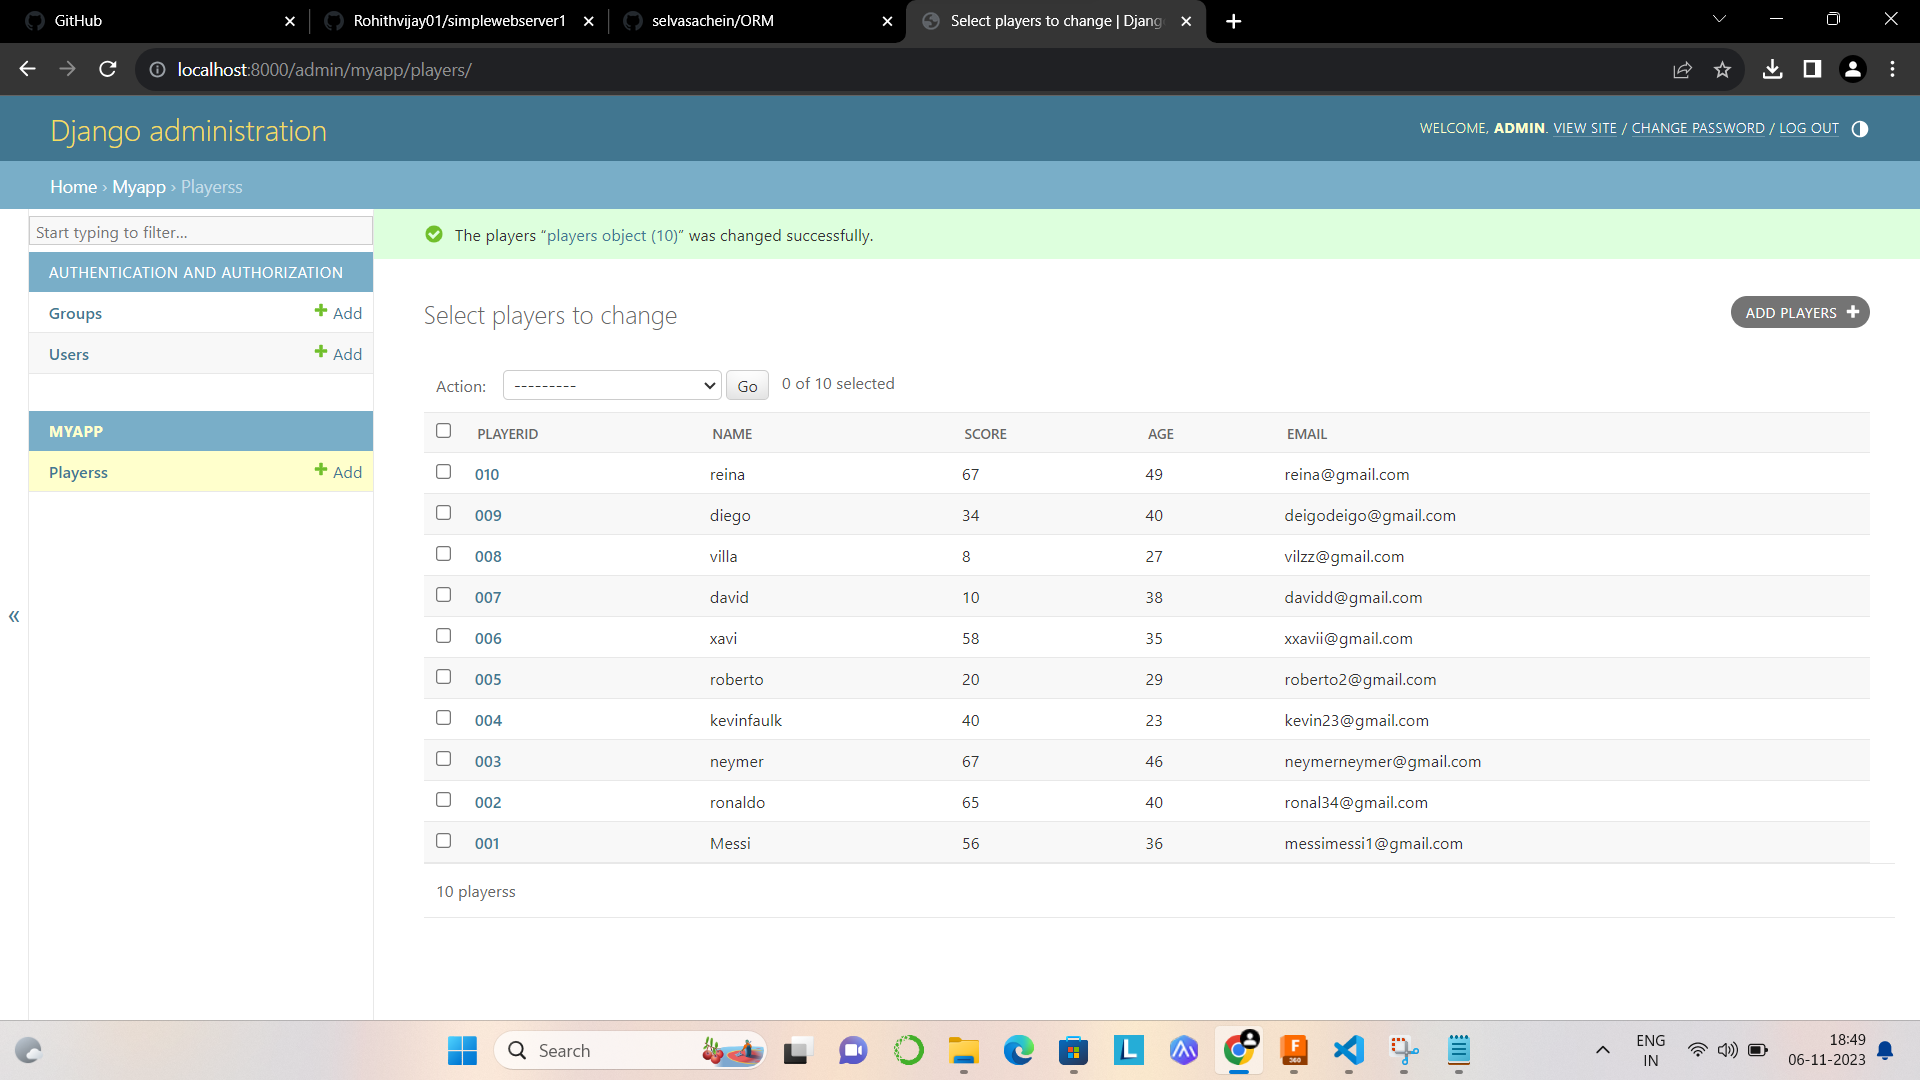 GitHub
Rohithvijay01/simplewebserver1
selvasachein/ORM
Select players to change | Djang
localhost:8000/admin/myapp/players/
Django administration
WELCOME, ADMIN. VIEW SITE / CHANGE PASSWORD / LOG OUT
Home › Myapp › Playerss
Start typing to filter...
AUTHENTICATION AND AUTHORIZATION
Groups + Add
Users + Add
MYAPP
Playerss + Add
«
The players “players object (10)” was changed successfully.
Select players to change
ADD PLAYERS +
Action: --------- Go 0 of 10 selected
PLAYERID NAME SCORE AGE EMAIL
010 reina 67 49 reina@gmail.com
009 diego 34 40 deigodeigo@gmail.com
008 villa 8 27 vilzz@gmail.com
007 david 10 38 davidd@gmail.com
006 xavi 58 35 xxavii@gmail.com
005 roberto 20 29 roberto2@gmail.com
004 kevinfaulk 40 23 kevin23@gmail.com
003 neymer 67 46 neymerneymer@gmail.com
002 ronaldo 65 40 ronal34@gmail.com
001 Messi 56 36 messimessi1@gmail.com
10 playerss
Search
L
F
360
ENG
IN
18:49
06-11-2023